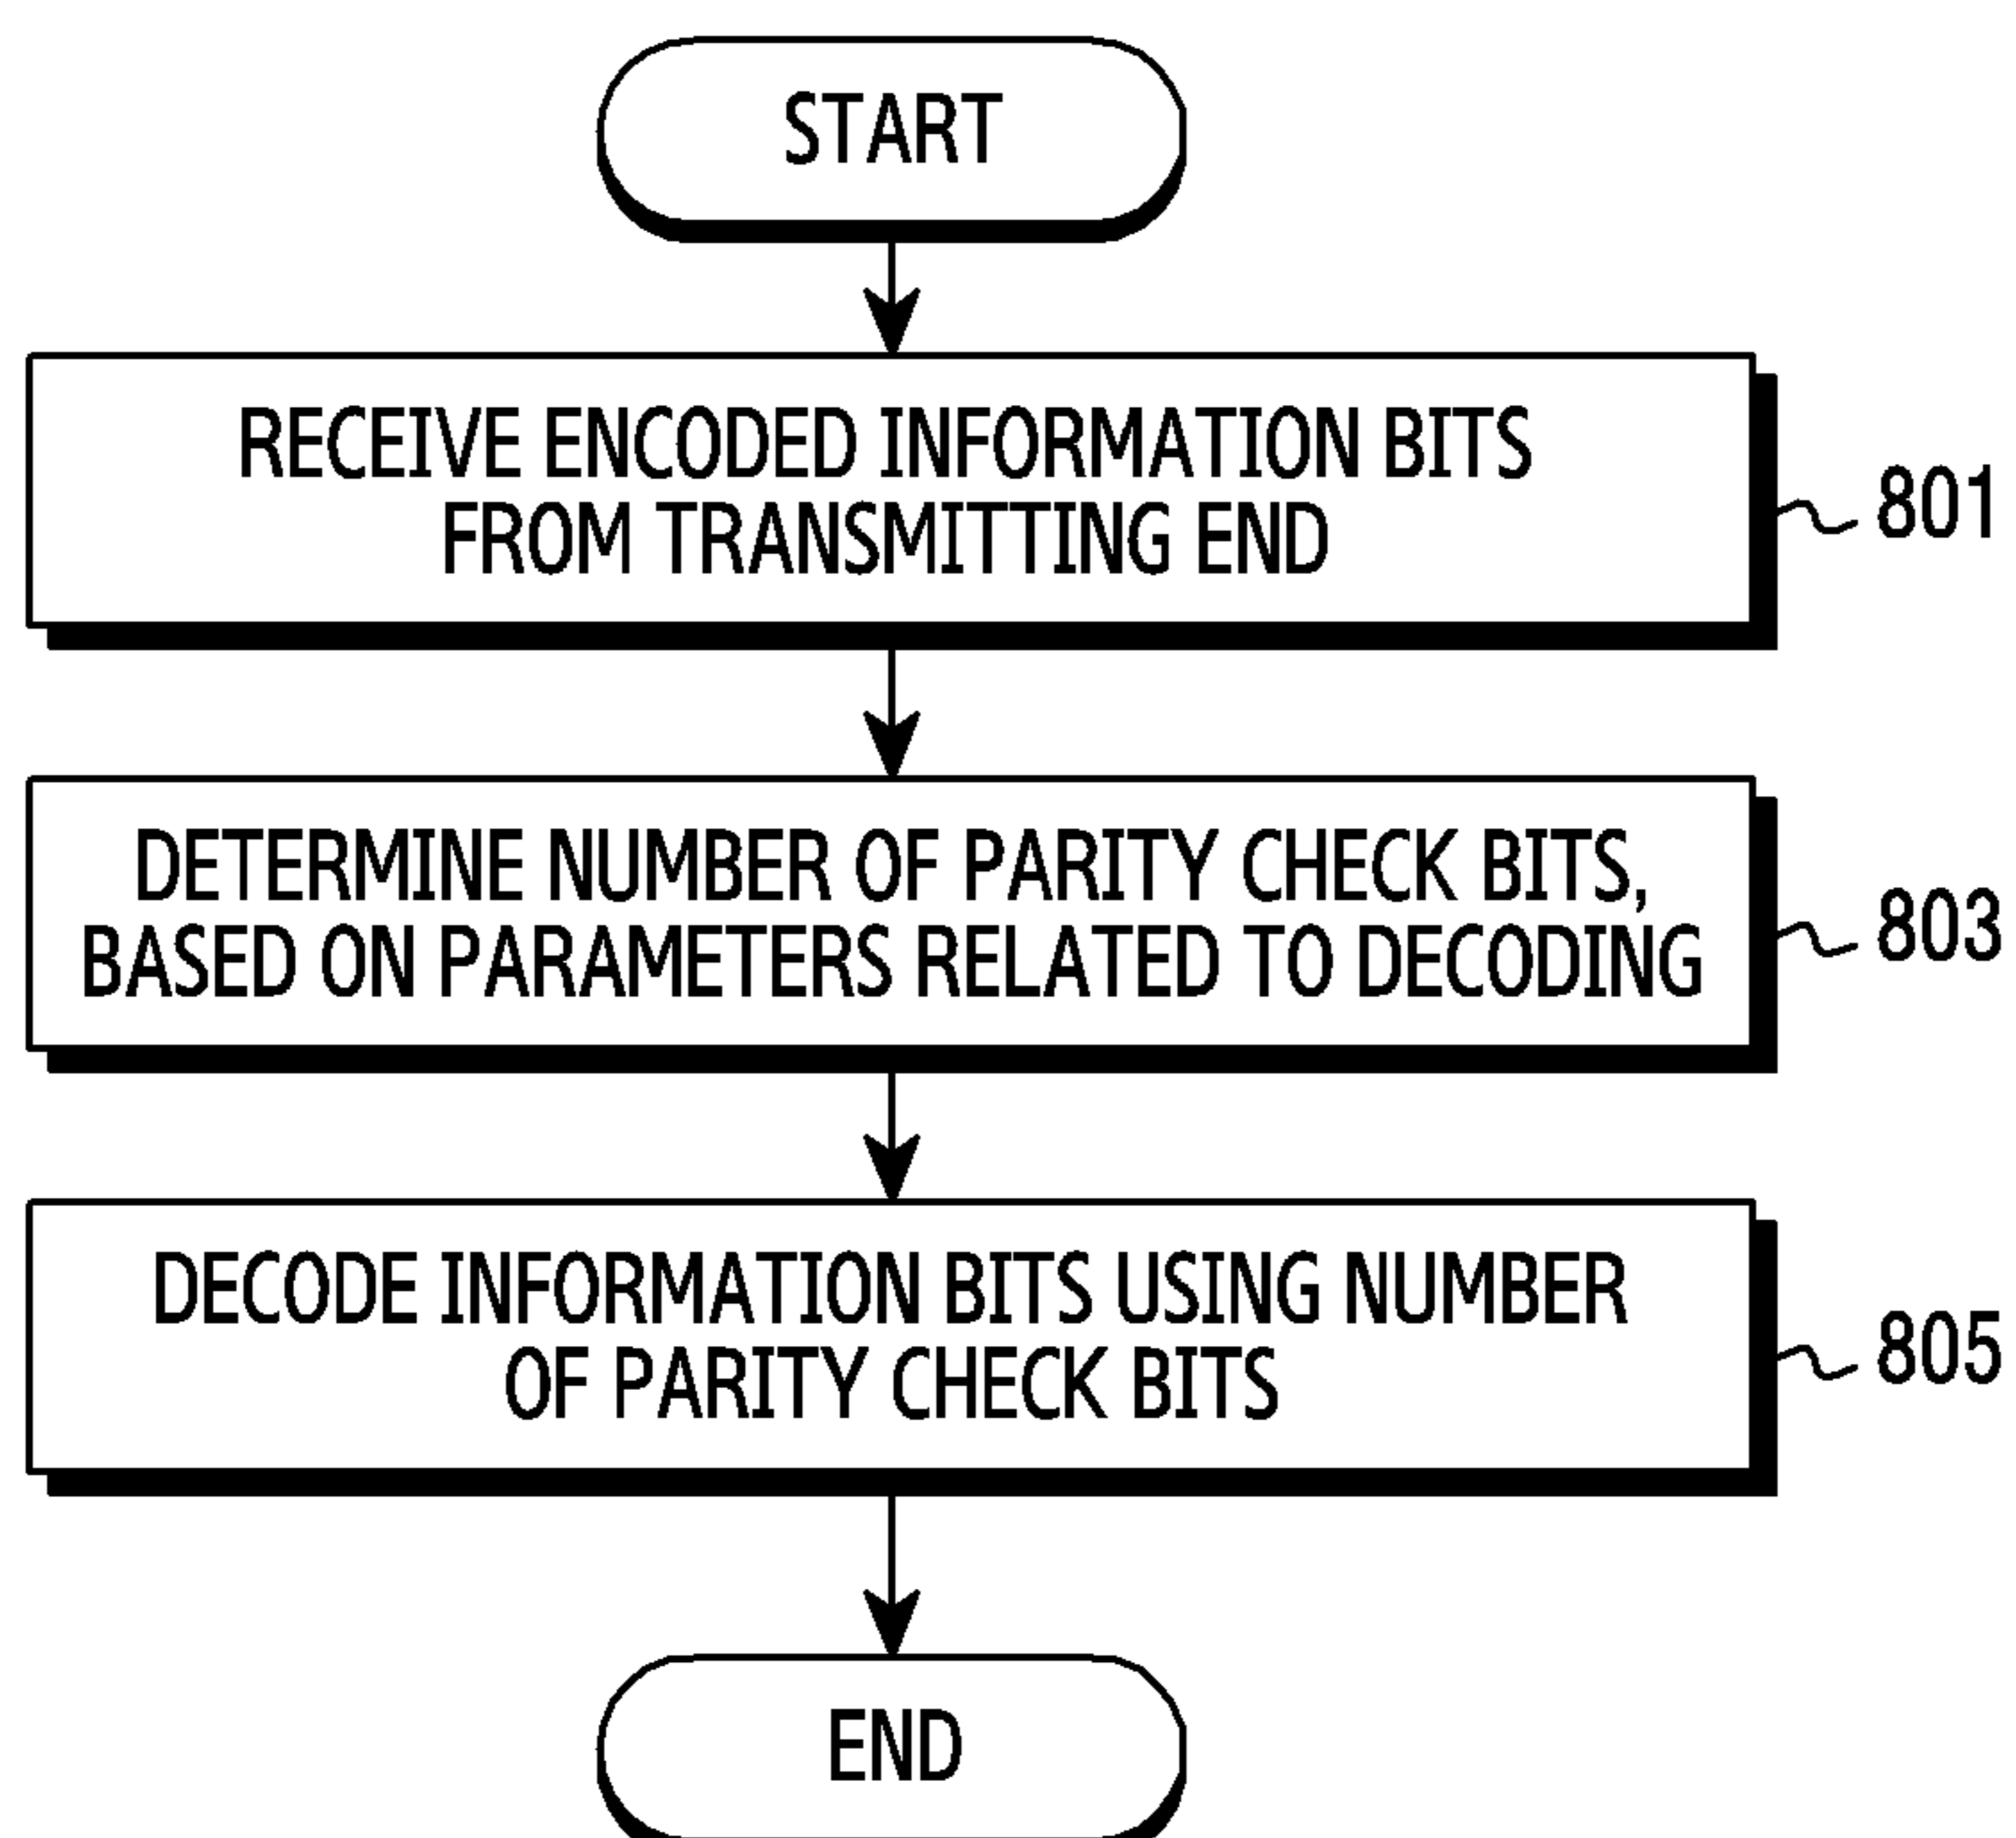 START
RECEIVE ENCODED INFORMATION BITS
FROM TRANSMITTING END
801
DETERMINE NUMBER OF PARITY CHECK BITS,
BASED ON PARAMETERS RELATED TO DECODING
803
DECODE INFORMATION BITS USING NUMBER
OF PARITY CHECK BITS
805
END